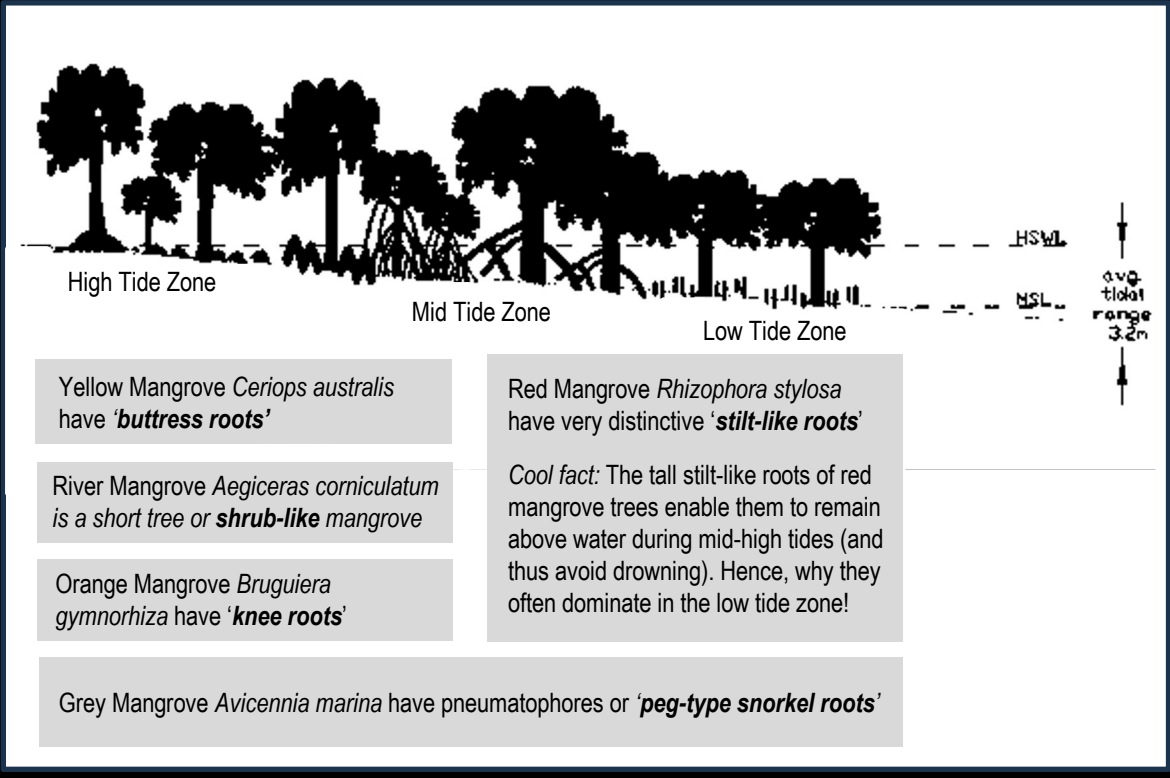 HSWL
High Tide Zone
Mid Tide Zone
Low Tide Zone
MSL
avg.
tidal
range
3.2m
Yellow Mangrove Ceriops australis
have ‘buttress roots’
River Mangrove Aegiceras corniculatum
is a short tree or shrub-like mangrove
Orange Mangrove Bruguiera
gymnorhiza have ‘knee roots’
Red Mangrove Rhizophora stylosa
have very distinctive ‘stilt-like roots’
Cool fact: The tall stilt-like roots of red
mangrove trees enable them to remain
above water during mid-high tides (and
thus avoid drowning). Hence, why they
often dominate in the low tide zone!
Grey Mangrove Avicennia marina have pneumatophores or ‘peg-type snorkel roots’